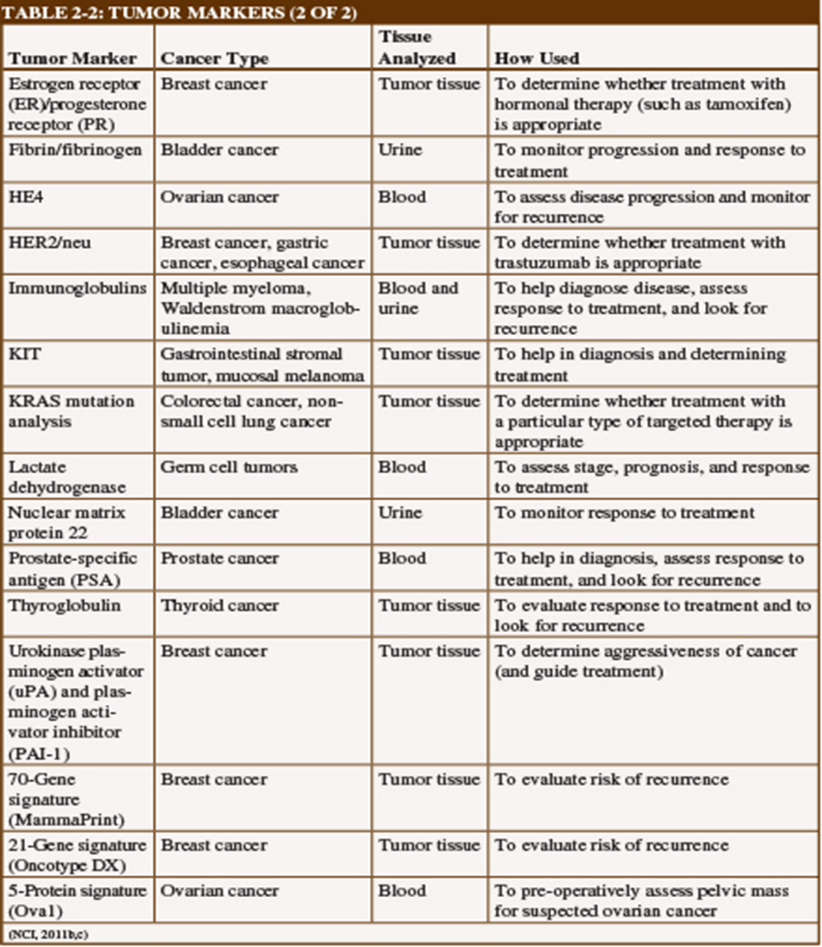 TABLE 2-2: TUMOR MARKERS (2 OF 2)
Tumor Marker Cancer Type Tissue Analyzed How Used
Estrogen receptor Breast cancer Tumor tissue To determine whether treatment with
(ER)/progesterone hormonal therapy (such as tamoxifen)
receptor (PR) is appropriate
Fibrin/fibrinogen Bladder cancer Urine To monitor progression and response to
treatment
HE4 Ovarian cancer Blood To assess disease progression and monitor
for recurrence
HER2/neu Breast cancer, gastric Tumor tissue To determine whether treatment with
cancer, esophageal cancer trastuzumab is appropriate
Immunoglobulins Multiple myeloma, Blood and To help diagnose disease, assess
Waldenstrom macroglob- urine response to treatment, and look for
ulinemia recurrence
KIT Gastrointestinal stromal Tumor tissue To help in diagnosis and determining
tumor, mucosal melanoma treatment
KRAS mutation Colorectal cancer, non- Tumor tissue To determine whether treatment with
analysis small cell lung cancer a particular type of targeted therapy is
appropriate
Lactate Germ cell tumors Blood To assess stage, prognosis, and response
dehydrogenase to treatment
Nuclear matrix Bladder cancer Urine To monitor response to treatment
protein 22
Prostate-specific Prostate cancer Blood To help in diagnosis, assess response to
antigen (PSA) treatment, and look for recurrence
Thyroglobulin Thyroid cancer Tumor tissue To evaluate response to treatment and to
look for recurrence
Urokinase plas- Breast cancer Tumor tissue To determine aggressiveness of cancer
minogen activator (and guide treatment)
(uPA) and plas-
minogen acti-
vator inhibitor
(PAI-1)
70-Gene Breast cancer Tumor tissue To evaluate risk of recurrence
signature
(MammaPrint)
21-Gene signature Breast cancer Tumor tissue To evaluate risk of recurrence
(Oncotype DX)
5-Protein signature Ovarian cancer Blood To pre-operatively assess pelvic mass
(Ova1) for suspected ovarian cancer
(NCI, 2011b,c)